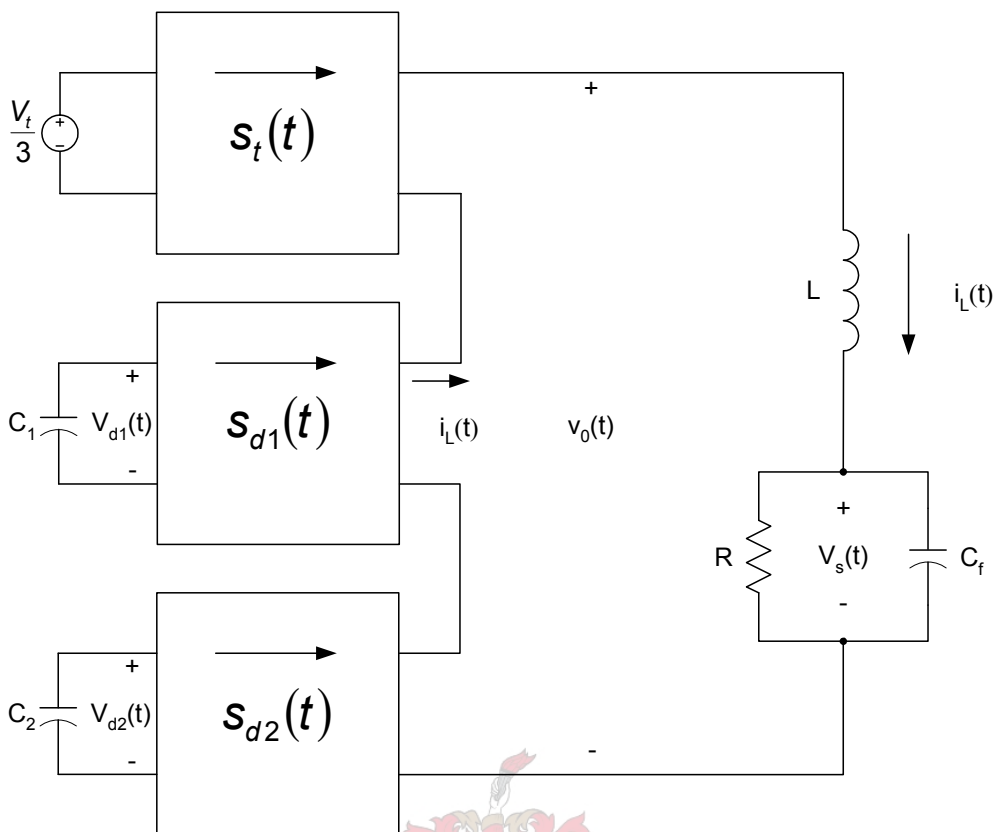 V_t/3
+
−
s_t(t)
+
L
i_L(t)
C_1
+
V_d1(t)
-
s_d1(t)
i_L(t)
v_0(t)
R
+
V_s(t)
-
C_f
C_2
+
V_d2(t)
-
s_d2(t)
-